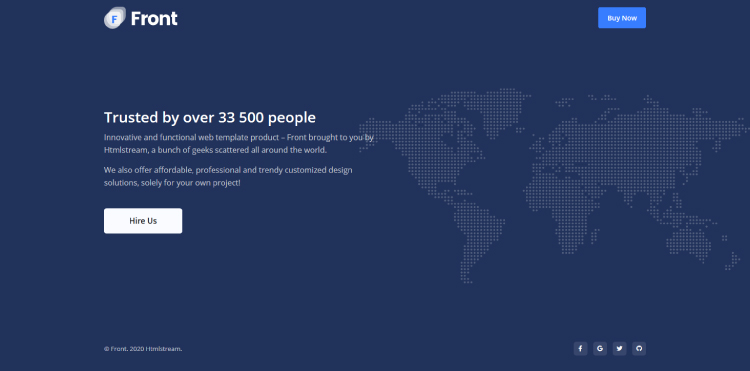 Front
Buy Now
Trusted by over 33 500 people
Innovative and functional web template product – Front brought to you by
Htmlstream, a bunch of geeks scattered all around the world.
We also offer affordable, professional and trendy customized design
solutions, solely for your own project!
Hire Us
© Front. 2020 Htmlstream.